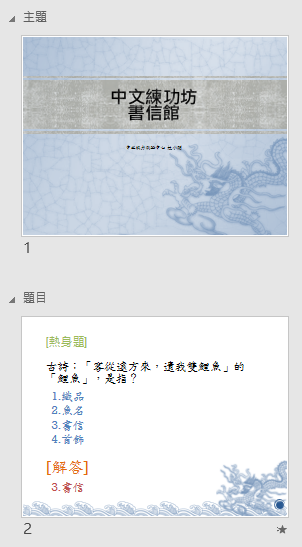 主題
中文練功坊
書信館
1
題目
[熱身題]
古詩：「客從遠方來，遺我雙鯉魚」的
「鯉魚」，是指？
1.織品
2.魚名
3.書信
4.首飾
[解答]
3.書信
2